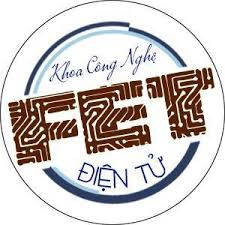 Khoa Công Nghệ
FET
ĐIỆN TỬ